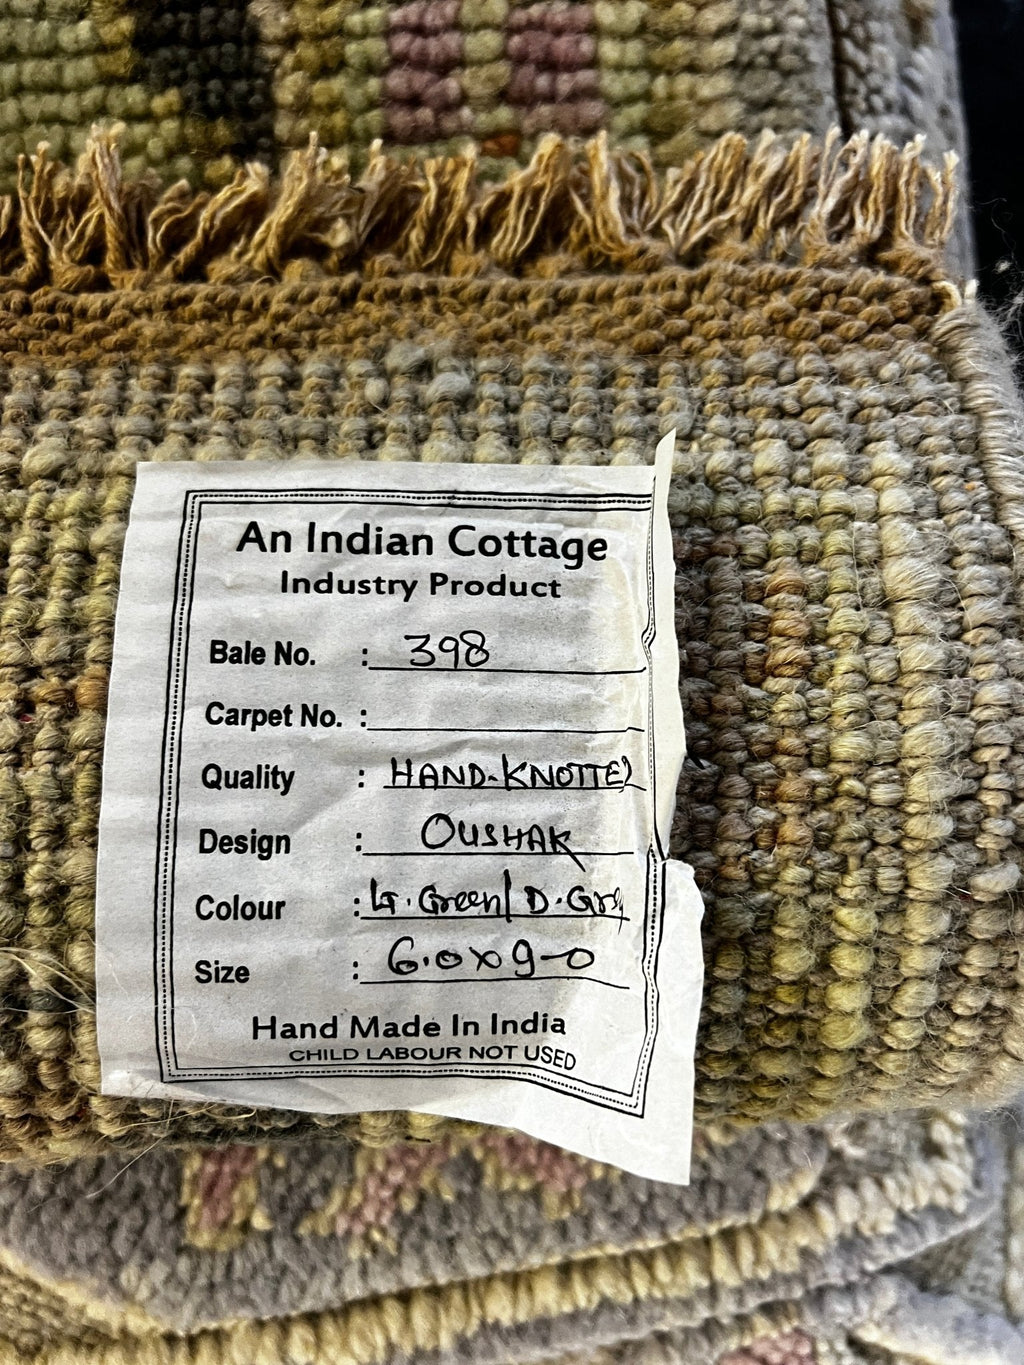 An Indian Cottage
Industry Product
Bale No. : 398
Carpet No. :
Quality : HAND-KNOTTED
Design : OUSHAK
Colour : LT. Green/ D. Grey
Size : 6.0x9-0
Hand Made In India
CHILD LABOUR NOT USED